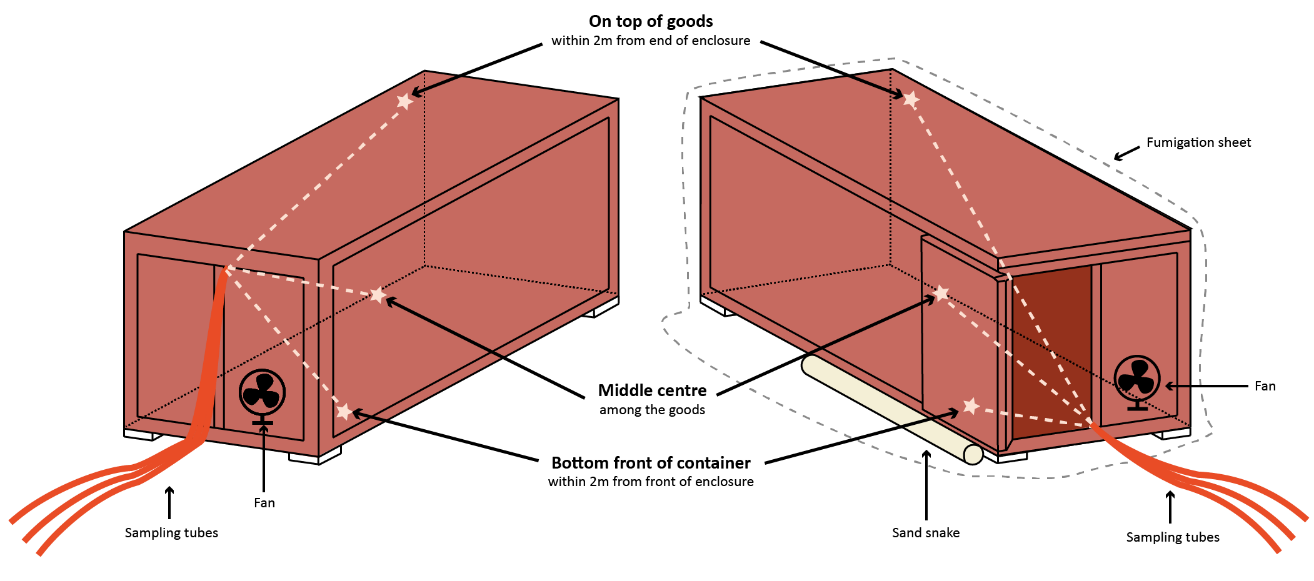 On top of goods
within 2m from end of enclosure
Fumigation sheet
Middle centre
among the goods
Fan
Bottom front of container
within 2m from front of enclosure
Fan
Sampling tubes
Sand snake
Sampling tubes